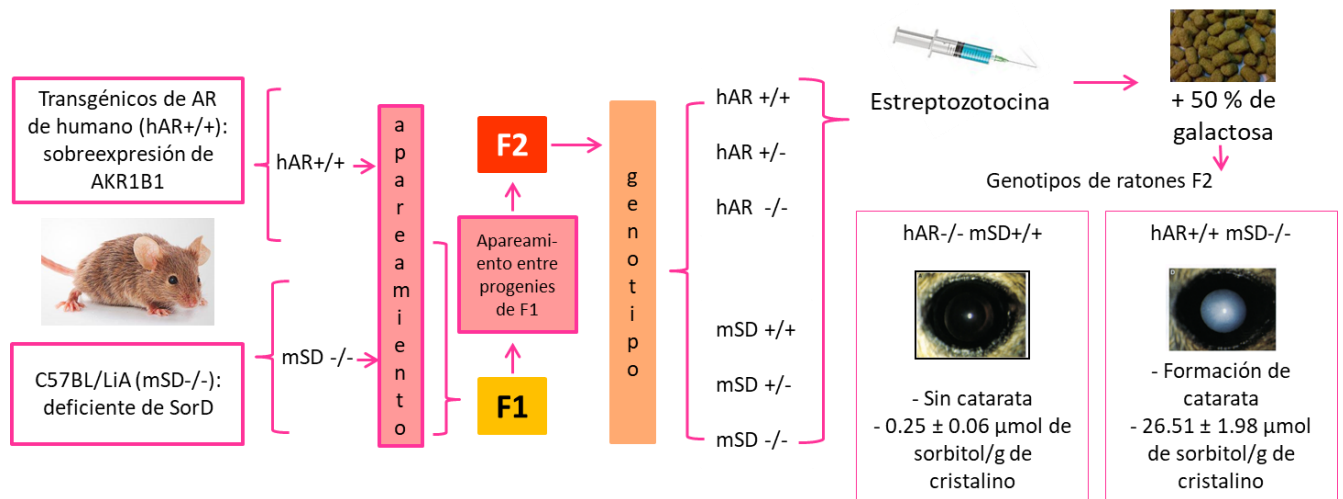 Transgénicos de AR
de humano (hAR+/+):
sobreexpresión de
AKR1B1
C57BL/LiA (mSD-/-):
deficiente de SorD
hAR+/+
mSD -/-
apareamiento
F2
Apareami-
ento entre
progenies
de F1
F1
genotipo
hAR +/+
hAR +/-
hAR -/-
mSD +/+
mSD +/-
mSD -/-
Estreptozotocina
+ 50 % de
galactosa
Genotipos de ratones F2
hAR-/- mSD+/+
- Sin catarata
- 0.25 ± 0.06 µmol de
sorbitol/g de
cristalino
hAR+/+ mSD-/-
- Formación de
catarata
- 26.51 ± 1.98 µmol
de sorbitol/g de
cristalino